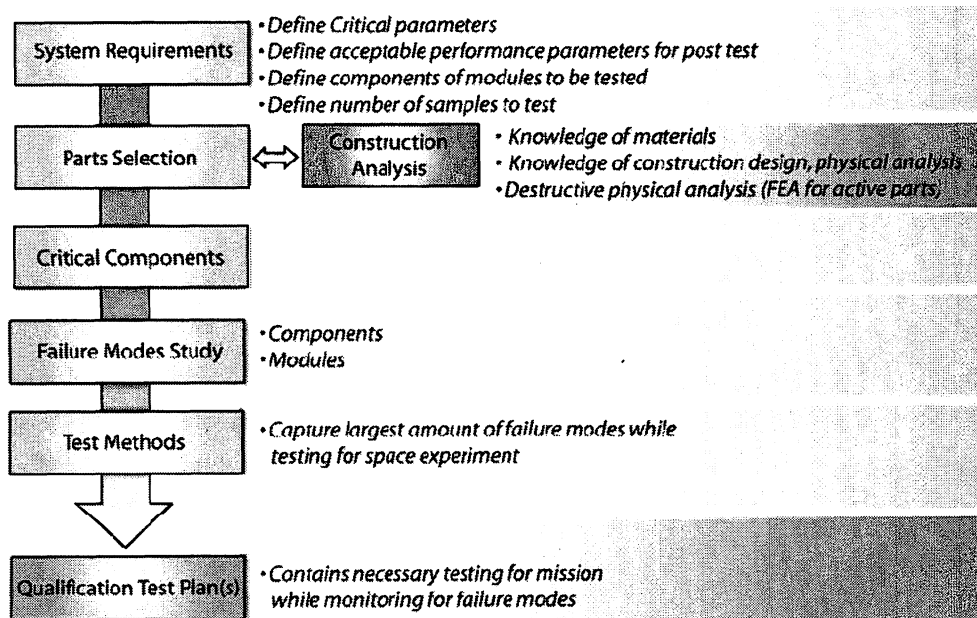 System Requirements
• Define Critical parameters
• Define acceptable performance parameters for post test
• Define components of modules to be tested
• Define number of samples to test
Parts Selection
Construction
Analysis
• Knowledge of materials
• Knowledge of construction design, physical analysis
• Destructive physical analysis (FEA for active parts)
Critical Components
Failure Modes Study
• Components
• Modules
Test Methods
• Capture largest amount of failure modes while
testing for space experiment
Qualification Test Plan(s)
• Contains necessary testing for mission
while monitoring for failure modes